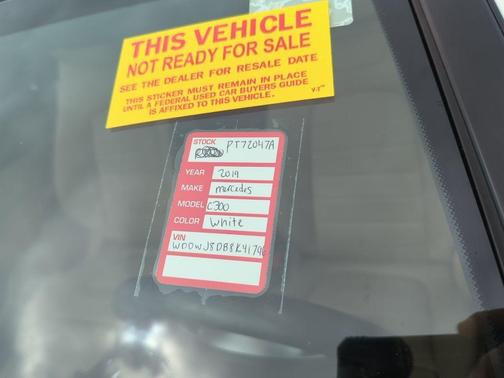 THIS VEHICLE
NOT READY FOR SALE
SEE THE DEALER FOR RESALE DATE
THIS STICKER MUST REMAIN IN PLACE
UNTIL A FEDERAL USED CAR BUYERS GUIDE
IS AFFIXED TO THIS VEHICLE.
STOCK PT72047A
YEAR 2019
MAKE mercedes
MODEL C300
COLOR White
VIN